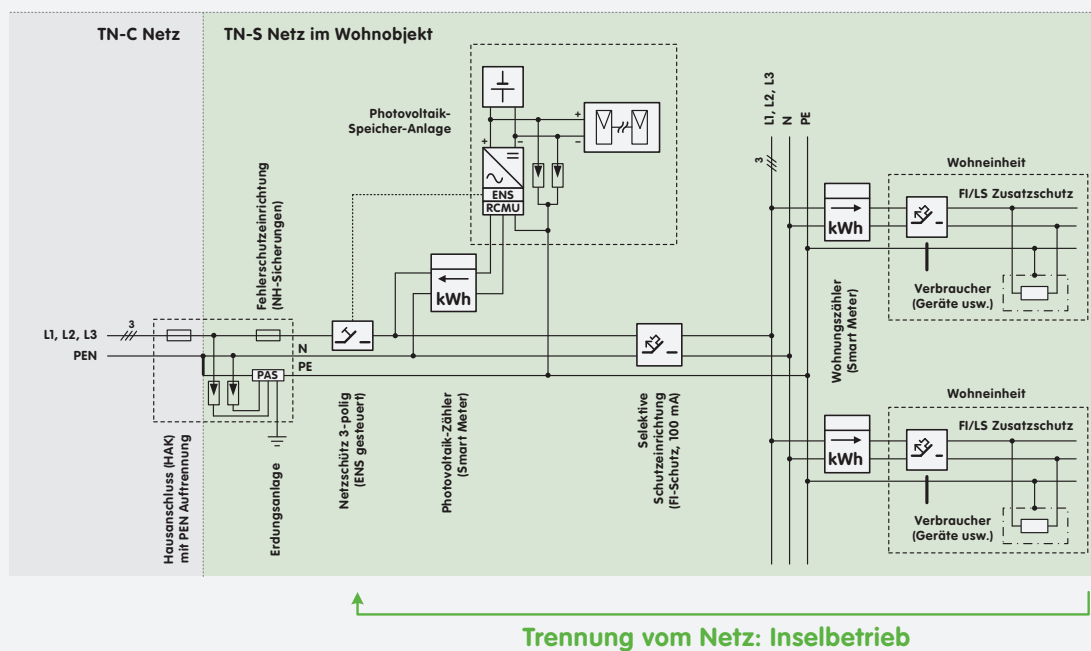 TN-C Netz
TN-S Netz im Wohnobjekt
Photovoltaik-
Speicher-Anlage
+
−
+
−
ENS
RCMU
L1, L2, L3
N
PE
3
Wohneinheit
FI/LS Zusatzschutz
kWh
Verbraucher
(Geräte usw.)
Wohnungszähler
(Smart Meter)
Fehlerschutzeinrichtung
(NH-Sicherungen)
kWh
L1, L2, L3
3
PEN
N
PE
PAS
Hausanschluss (HAK)
mit PEN Auftrennung
Erdungsanlage
Netzschütz 3-polig
(ENS gesteuert)
Photovoltaik-Zähler
(Smart Meter)
Selektive
Schutzeinrichtung
(FI-Schutz, 100 mA)
Wohneinheit
FI/LS Zusatzschutz
kWh
Verbraucher
(Geräte usw.)
Trennung vom Netz: Inselbetrieb